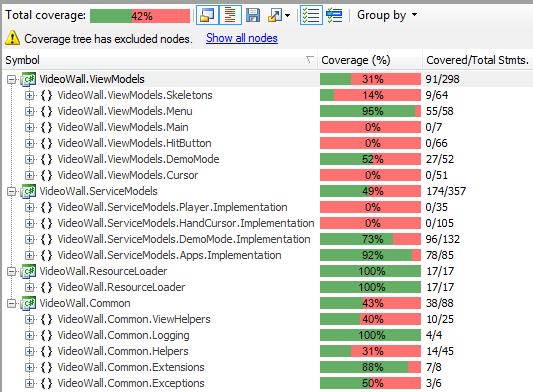 Total coverage: 42% Group by
Coverage tree has excluded nodes. Show all nodes
Symbol Coverage (%) Covered/Total Stmts.
VideoWall.ViewModels 31% 91/298
VideoWall.ViewModels.Skeletons 14% 9/64
VideoWall.ViewModels.Menu 95% 55/58
VideoWall.ViewModels.Main 0% 0/7
VideoWall.ViewModels.HitButton 0% 0/66
VideoWall.ViewModels.DemoMode 52% 27/52
VideoWall.ViewModels.Cursor 0% 0/51
VideoWall.ServiceModels 49% 174/357
VideoWall.ServiceModels.Player.Implementation 0% 0/35
VideoWall.ServiceModels.HandCursor.Implementation 0% 0/105
VideoWall.ServiceModels.DemoMode.Implementation 73% 96/132
VideoWall.ServiceModels.Apps.Implementation 92% 78/85
VideoWall.ResourceLoader 100% 17/17
VideoWall.ResourceLoader 100% 17/17
VideoWall.Common 43% 38/88
VideoWall.Common.ViewHelpers 40% 10/25
VideoWall.Common.Logging 100% 4/4
VideoWall.Common.Helpers 31% 14/45
VideoWall.Common.Extensions 88% 7/8
VideoWall.Common.Exceptions 50% 3/6